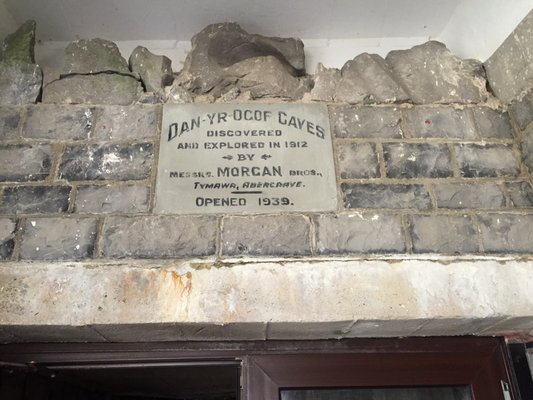 DAN-YR-OGOF CAVES
DISCOVERED
AND EXPLORED IN 1912
BY
MESSRS. MORGAN BROS.,
TYMAWR, ABERCRAVE.
OPENED 1939.